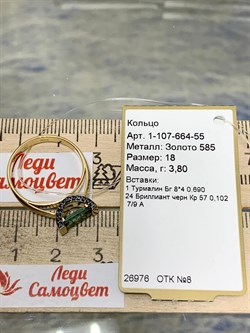 Кольцо
Арт. 1-107-664-55
Металл: Золото 585
Размер: 18
Масса, г: 3,80
Вставки:
1 Турмалин Бг 8*4 0,690
24 Бриллиант черн Кр 57 0,102
7/9 А
26976 ОТК №8
Леди
Самоцвет
Леди
Самоцвет